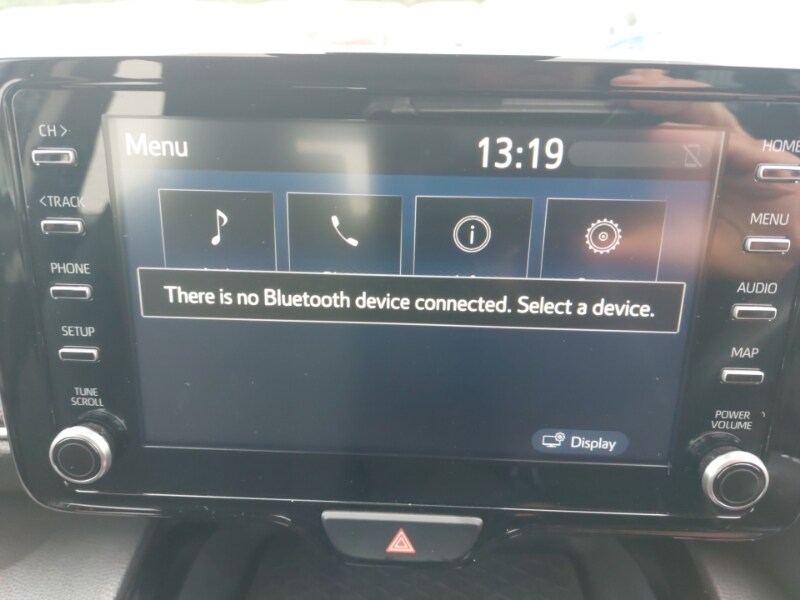 CH >
< TRACK
PHONE
SETUP
TUNE
SCROLL
Menu
13:19
There is no Bluetooth device connected. Select a device.
Display
HOME
MENU
AUDIO
MAP
POWER
VOLUME